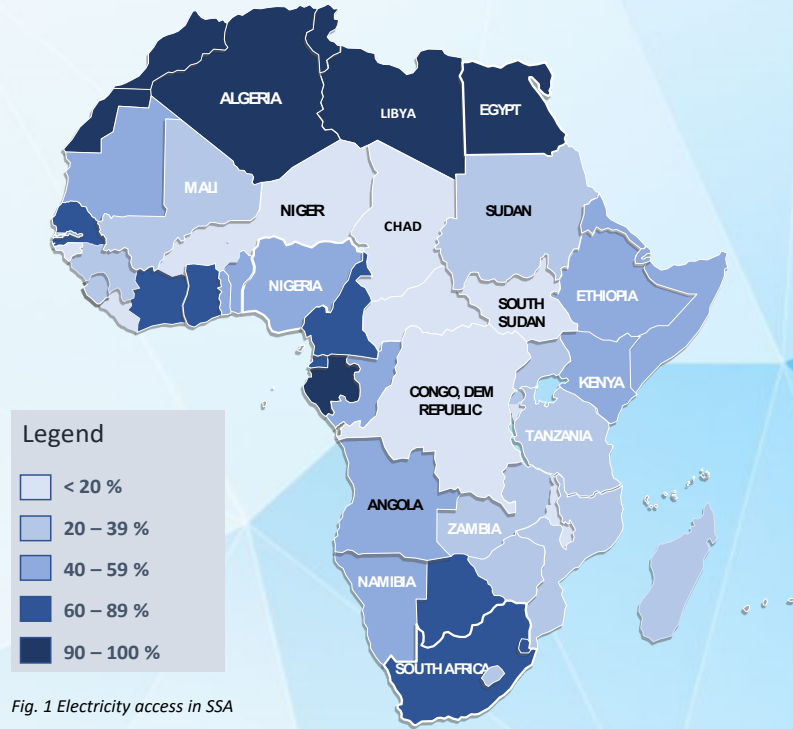 ALGERIA
LIBYA
EGYPT
MALI
NIGER
CHAD
SUDAN
NIGERIA
SOUTH
SUDAN
ETHIOPIA
KENYA
CONGO, DEM
REPUBLIC
TANZANIA
ANGOLA
ZAMBIA
NAMIBIA
SOUTH AFRICA
Legend
< 20 %
20 – 39 %
40 – 59 %
60 – 89 %
90 – 100 %
Fig. 1 Electricity access in SSA